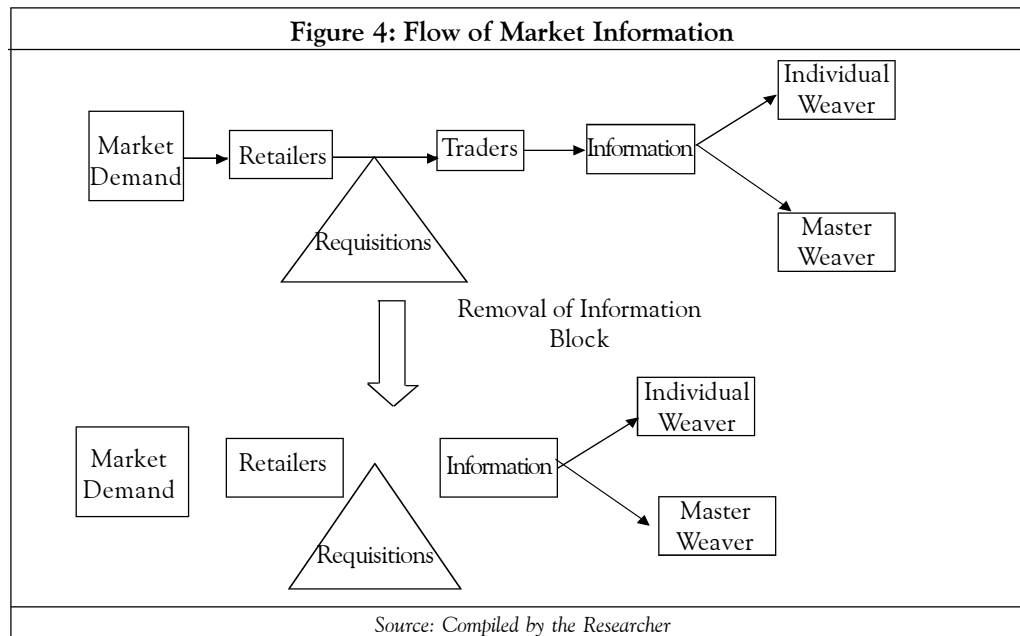 Figure 4: Flow of Market Information
Individual
Weaver
Market
Demand
Retailers
Traders
Information
Requisitions
Master
Weaver
Removal of Information
Block
Individual
Weaver
Market
Demand
Retailers
Information
Requisitions
Master
Weaver
Source: Compiled by the Researcher